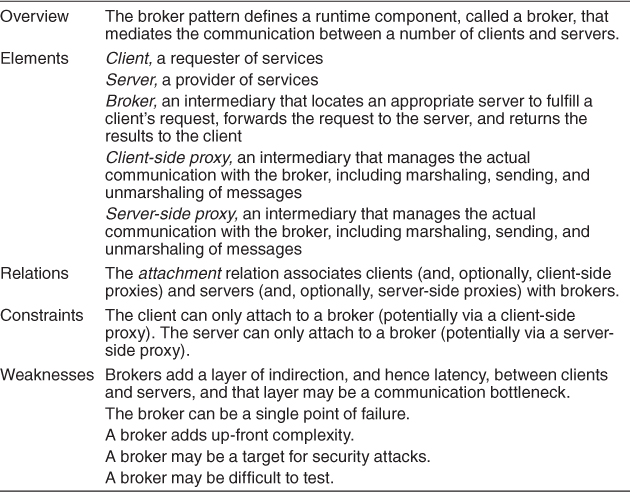 Overview The broker pattern defines a runtime component, called a broker, that
mediates the communication between a number of clients and servers.
Elements Client, a requester of services
Server, a provider of services
Broker, an intermediary that locates an appropriate server to fulfill a
client's request, forwards the request to the server, and returns the
results to the client
Client-side proxy, an intermediary that manages the actual
communication with the broker, including marshaling, sending, and
unmarshaling of messages
Server-side proxy, an intermediary that manages the actual
communication with the broker, including marshaling, sending, and
unmarshaling of messages
Relations The attachment relation associates clients (and, optionally, client-side
proxies) and servers (and, optionally, server-side proxies) with brokers.
Constraints The client can only attach to a broker (potentially via a client-side
proxy). The server can only attach to a broker (potentially via a server-
side proxy).
Weaknesses Brokers add a layer of indirection, and hence latency, between clients
and servers, and that layer may be a communication bottleneck.
The broker can be a single point of failure.
A broker adds up-front complexity.
A broker may be a target for security attacks.
A broker may be difficult to test.